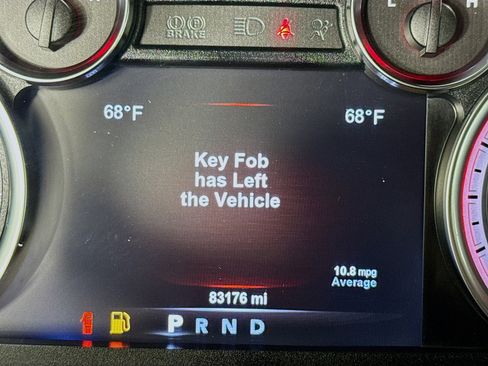 BRAKE
L
H
68°F
68°F
Key Fob
has Left
the Vehicle
10.8 mpg
Average
83176 mi
P R N D